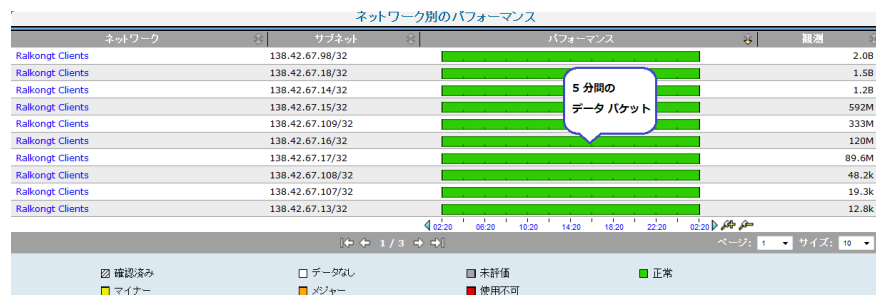 ネットワーク別のパフォーマンス
ネットワーク サブネット パフォーマンス 観測
Ralkongt Clients 138.42.67.98/32 2.0B
Ralkongt Clients 138.42.67.18/32 1.5B
Ralkongt Clients 138.42.67.14/32 1.2B
Ralkongt Clients 138.42.67.15/32 592M
Ralkongt Clients 138.42.67.109/32 333M
Ralkongt Clients 138.42.67.16/32 120M
Ralkongt Clients 138.42.67.17/32 89.6M
Ralkongt Clients 138.42.67.108/32 48.2k
Ralkongt Clients 138.42.67.107/32 19.3k
Ralkongt Clients 138.42.67.13/32 12.8k
5 分間の
データ パケット
02:20 06:20 10:20 14:20 18:20 22:20 02:20
1 / 3 ページ: 1 サイズ: 10
確認済み データなし 未評価 正常
マイナー メジャー 使用不可